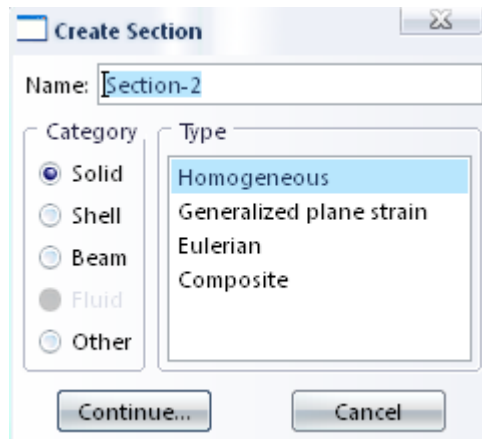 Create Section
Name: Section-2
Category
Solid
Shell
Beam
Fluid
Other
Type
Homogeneous
Generalized plane strain
Eulerian
Composite
Continue...
Cancel